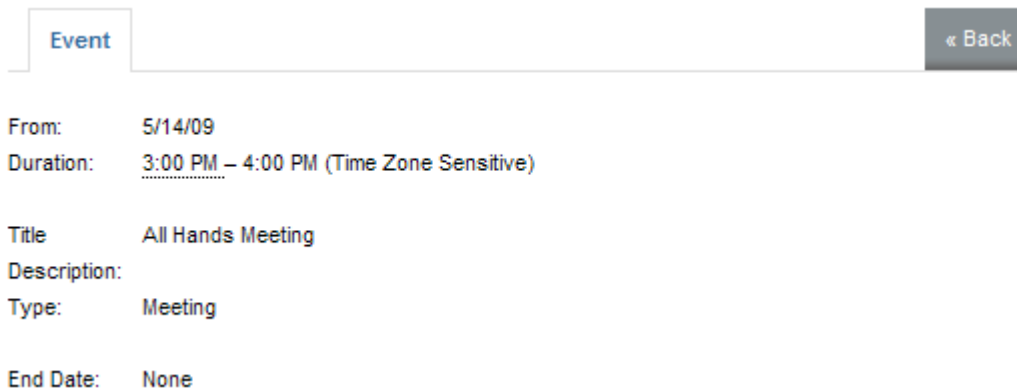 Event
« Back
From: 5/14/09
Duration: 3:00 PM – 4:00 PM (Time Zone Sensitive)
Title All Hands Meeting
Description:
Type: Meeting
End Date: None